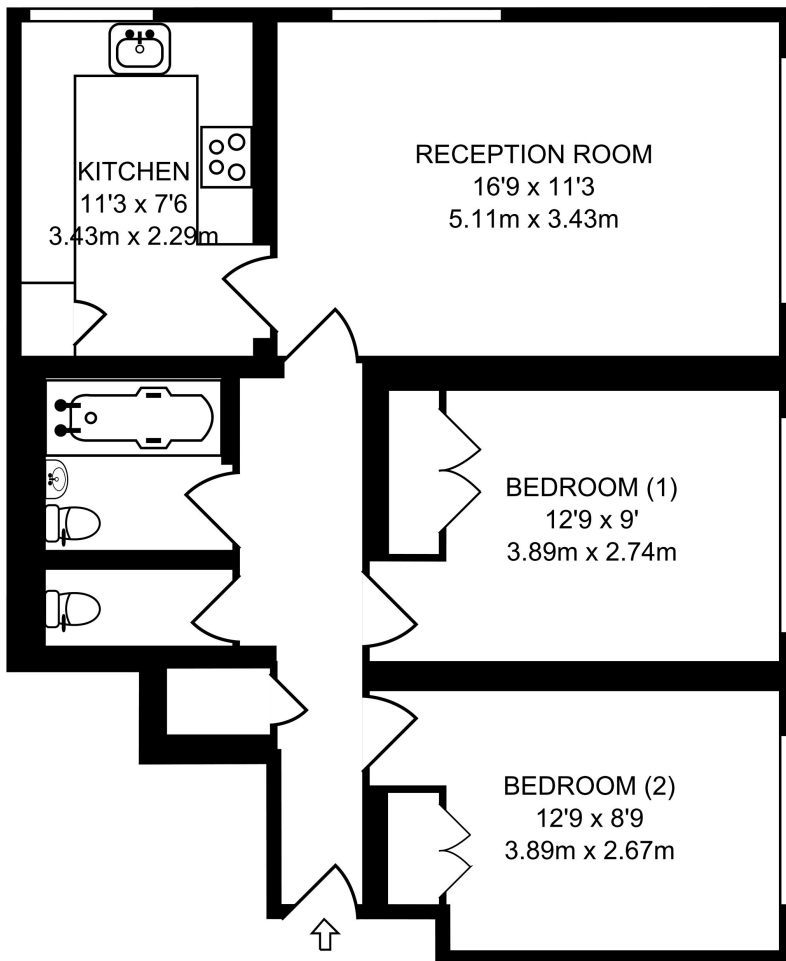 KITCHEN
11'3 x 7'6
3.43m x 2.29m
RECEPTION ROOM
16'9 x 11'3
5.11m x 3.43m
BEDROOM (1)
12'9 x 9'
3.89m x 2.74m
BEDROOM (2)
12'9 x 8'9
3.89m x 2.67m